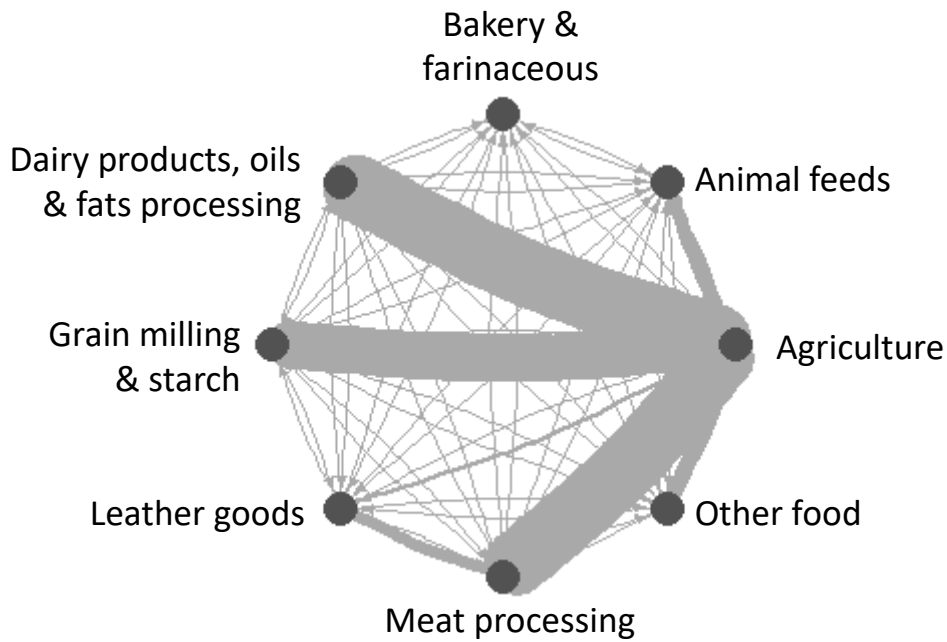 Bakery &
farinaceous
Dairy products, oils
& fats processing
Animal feeds
Grain milling
& starch
Agriculture
Leather goods
Other food
Meat processing